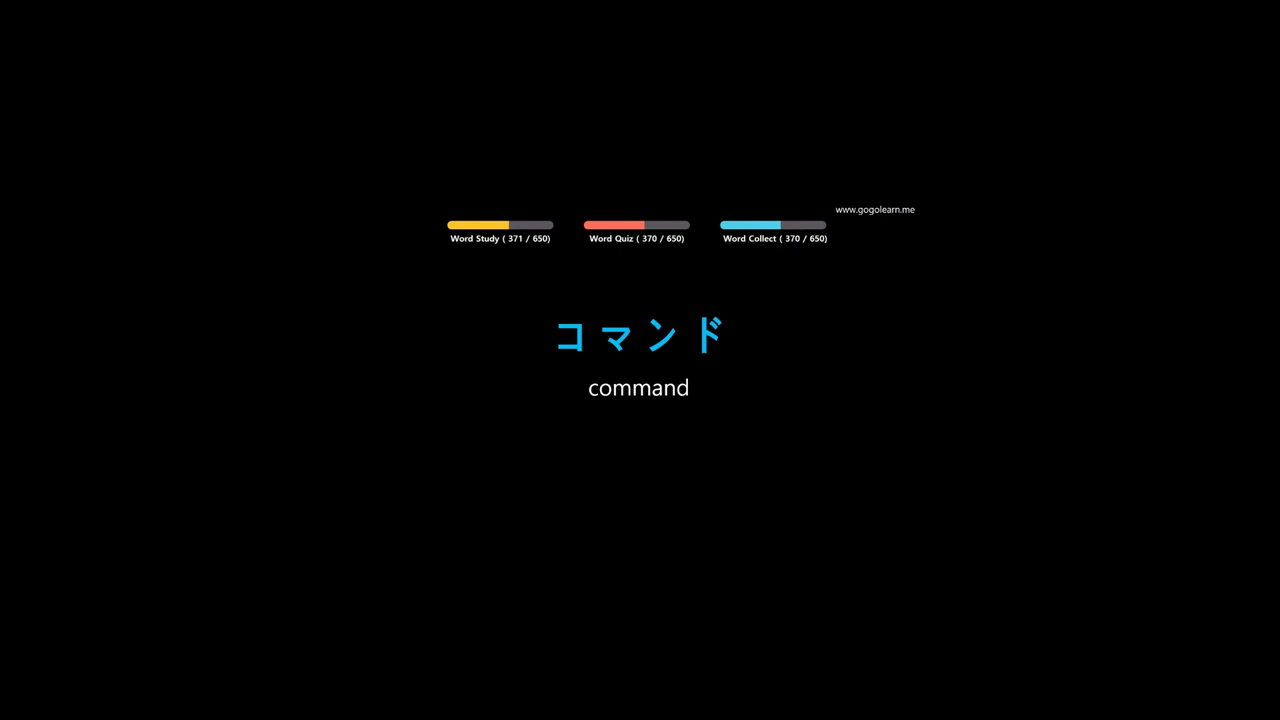 www.gogolearn.me
Word Study ( 371 / 650)
Word Quiz ( 370 / 650)
Word Collect ( 370 / 650)
コマンド
command